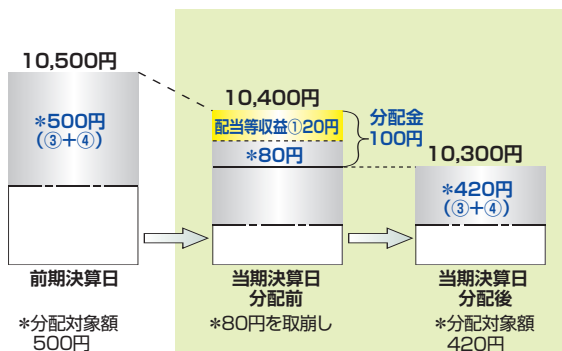 10,500円
*500円
(③+④)
前期決算日
*分配対象額
500円
10,400円
配当等収益①20円
*80円
分配金
100円
当期決算日
分配前
*80円を取崩し
10,300円
*420円
(③+④)
当期決算日
分配後
*分配対象額
420円